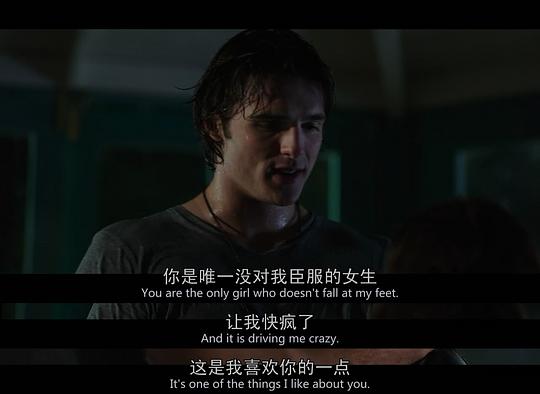 你是唯一没对我臣服的女生
You are the only girl who doesn't fall at my feet.
让我快疯了
And it is driving me crazy.
这是我喜欢你的一点
It's one of the things I like about you.